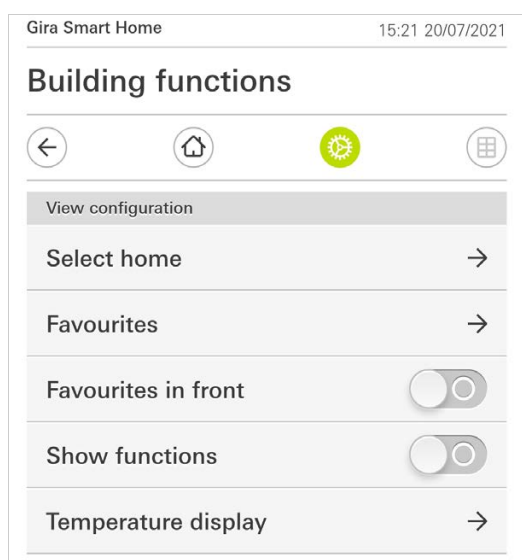 Gira Smart Home 15:21 20/07/2021
Building functions
View configuration
Select home
Favourites
Favourites in front
Show functions
Temperature display